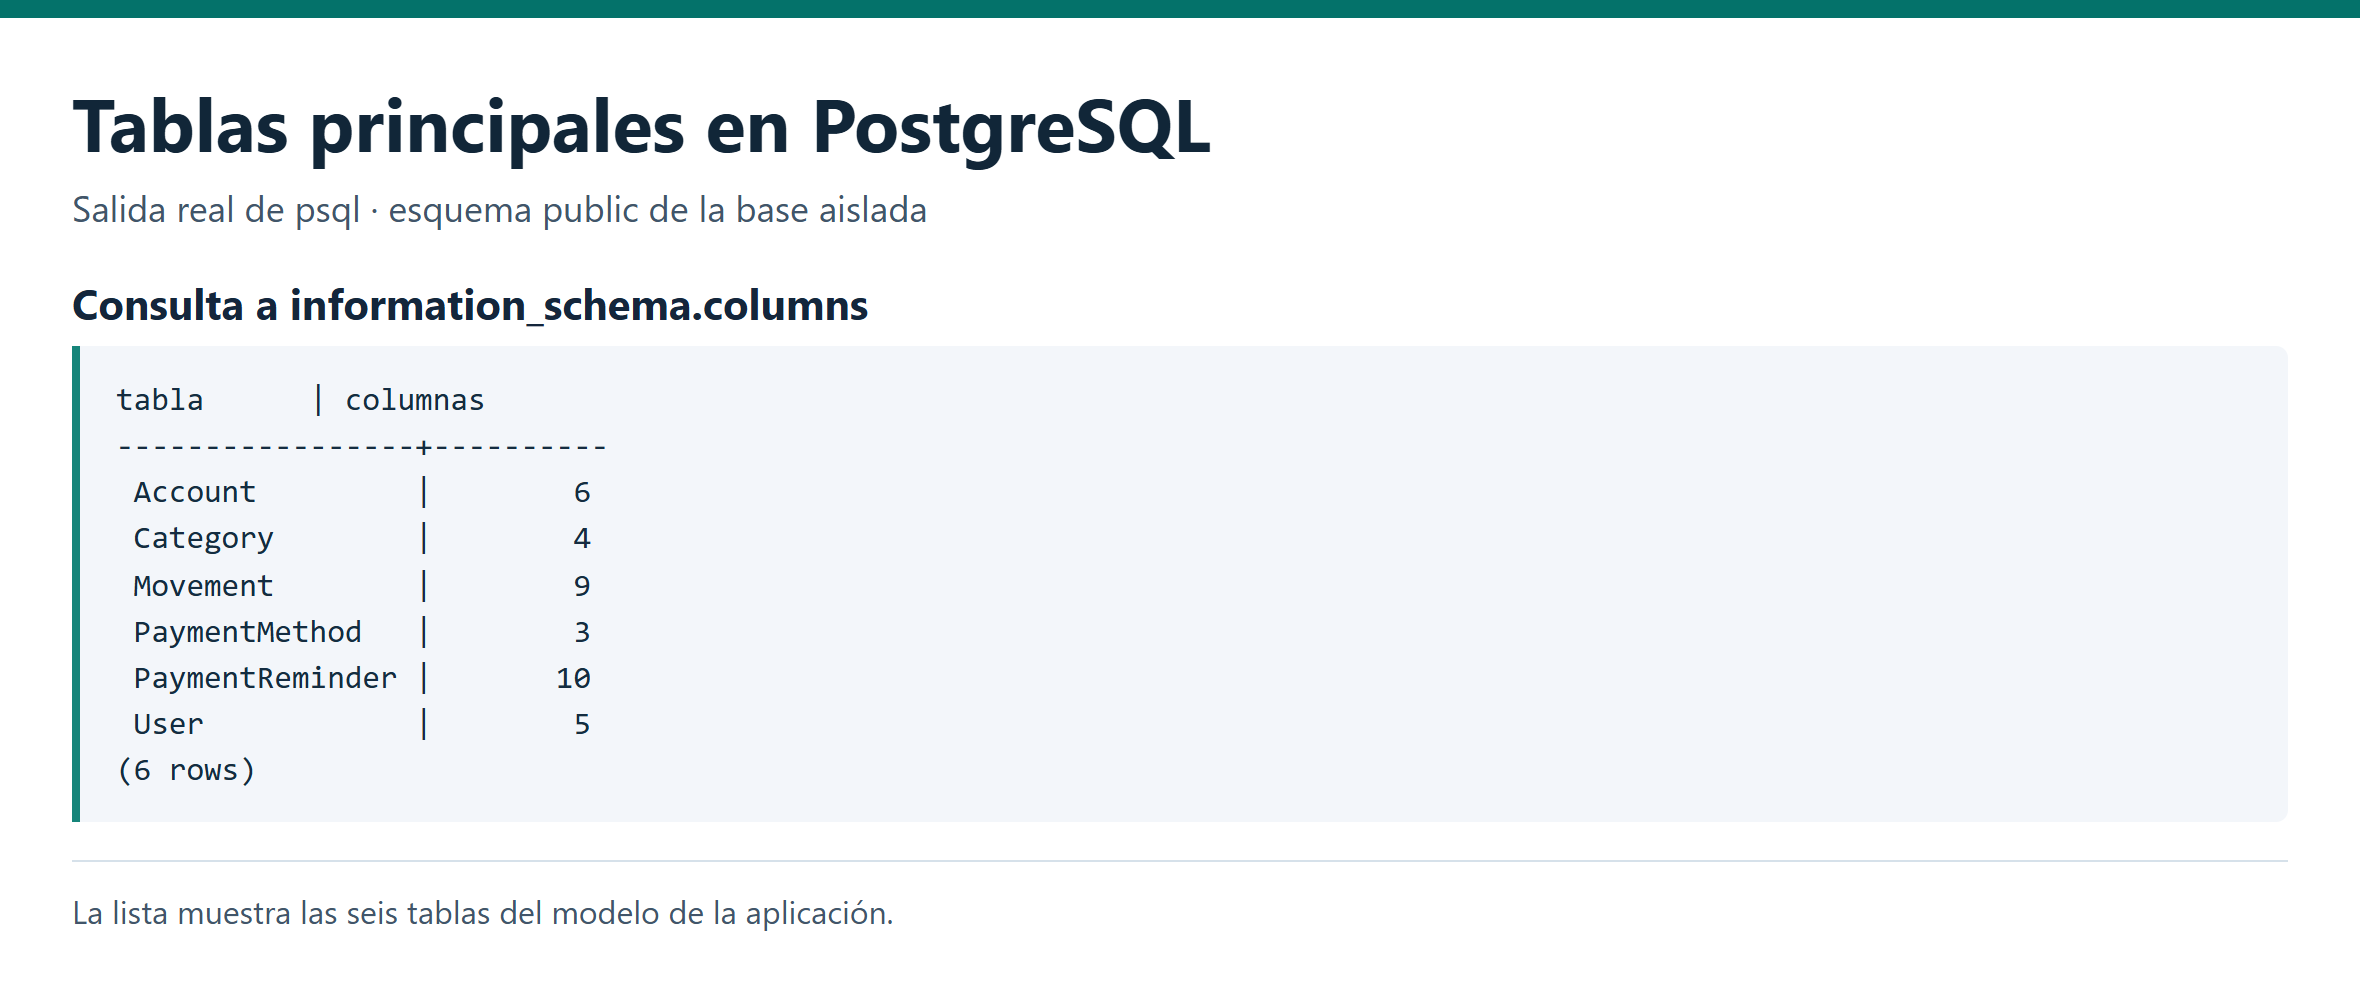 Tablas principales en PostgreSQL
Salida real de psql · esquema public de la base aislada
Consulta a information_schema.columns
tabla      | columnas
-----------------+----------
 Account         |        6
 Category        |        4
 Movement        |        9
 PaymentMethod   |        3
 PaymentReminder |       10
 User            |        5
(6 rows)
La lista muestra las seis tablas del modelo de la aplicación.